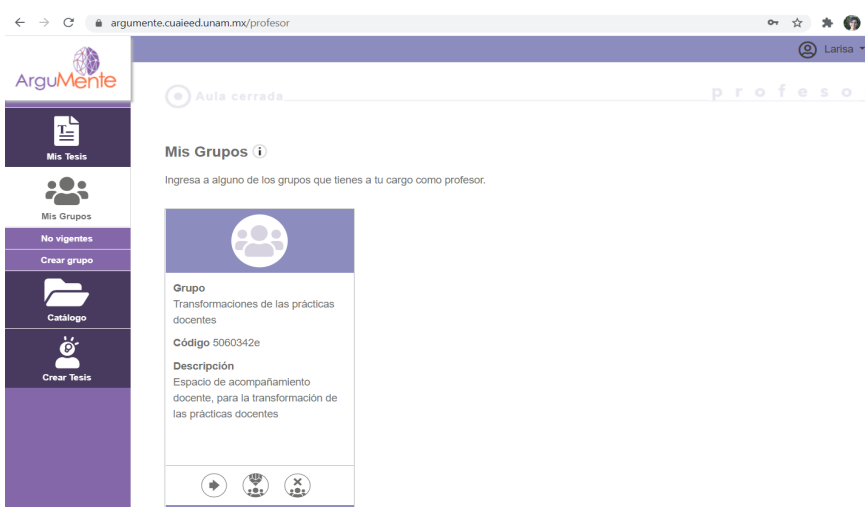 argumente.cuaieed.unam.mx/profesor
Larisa
ArguMente
Aula cerrada
profeso
Mis Tesis
Mis Grupos
No vigentes
Crear grupo
Catálogo
Crear Tesis
Mis Grupos i
Ingresa a alguno de los grupos que tienes a tu cargo como profesor.
Grupo
Transformaciones de las prácticas
docentes
Código 5060342e
Descripción
Espacio de acompañamiento
docente, para la transformación de
las prácticas docentes